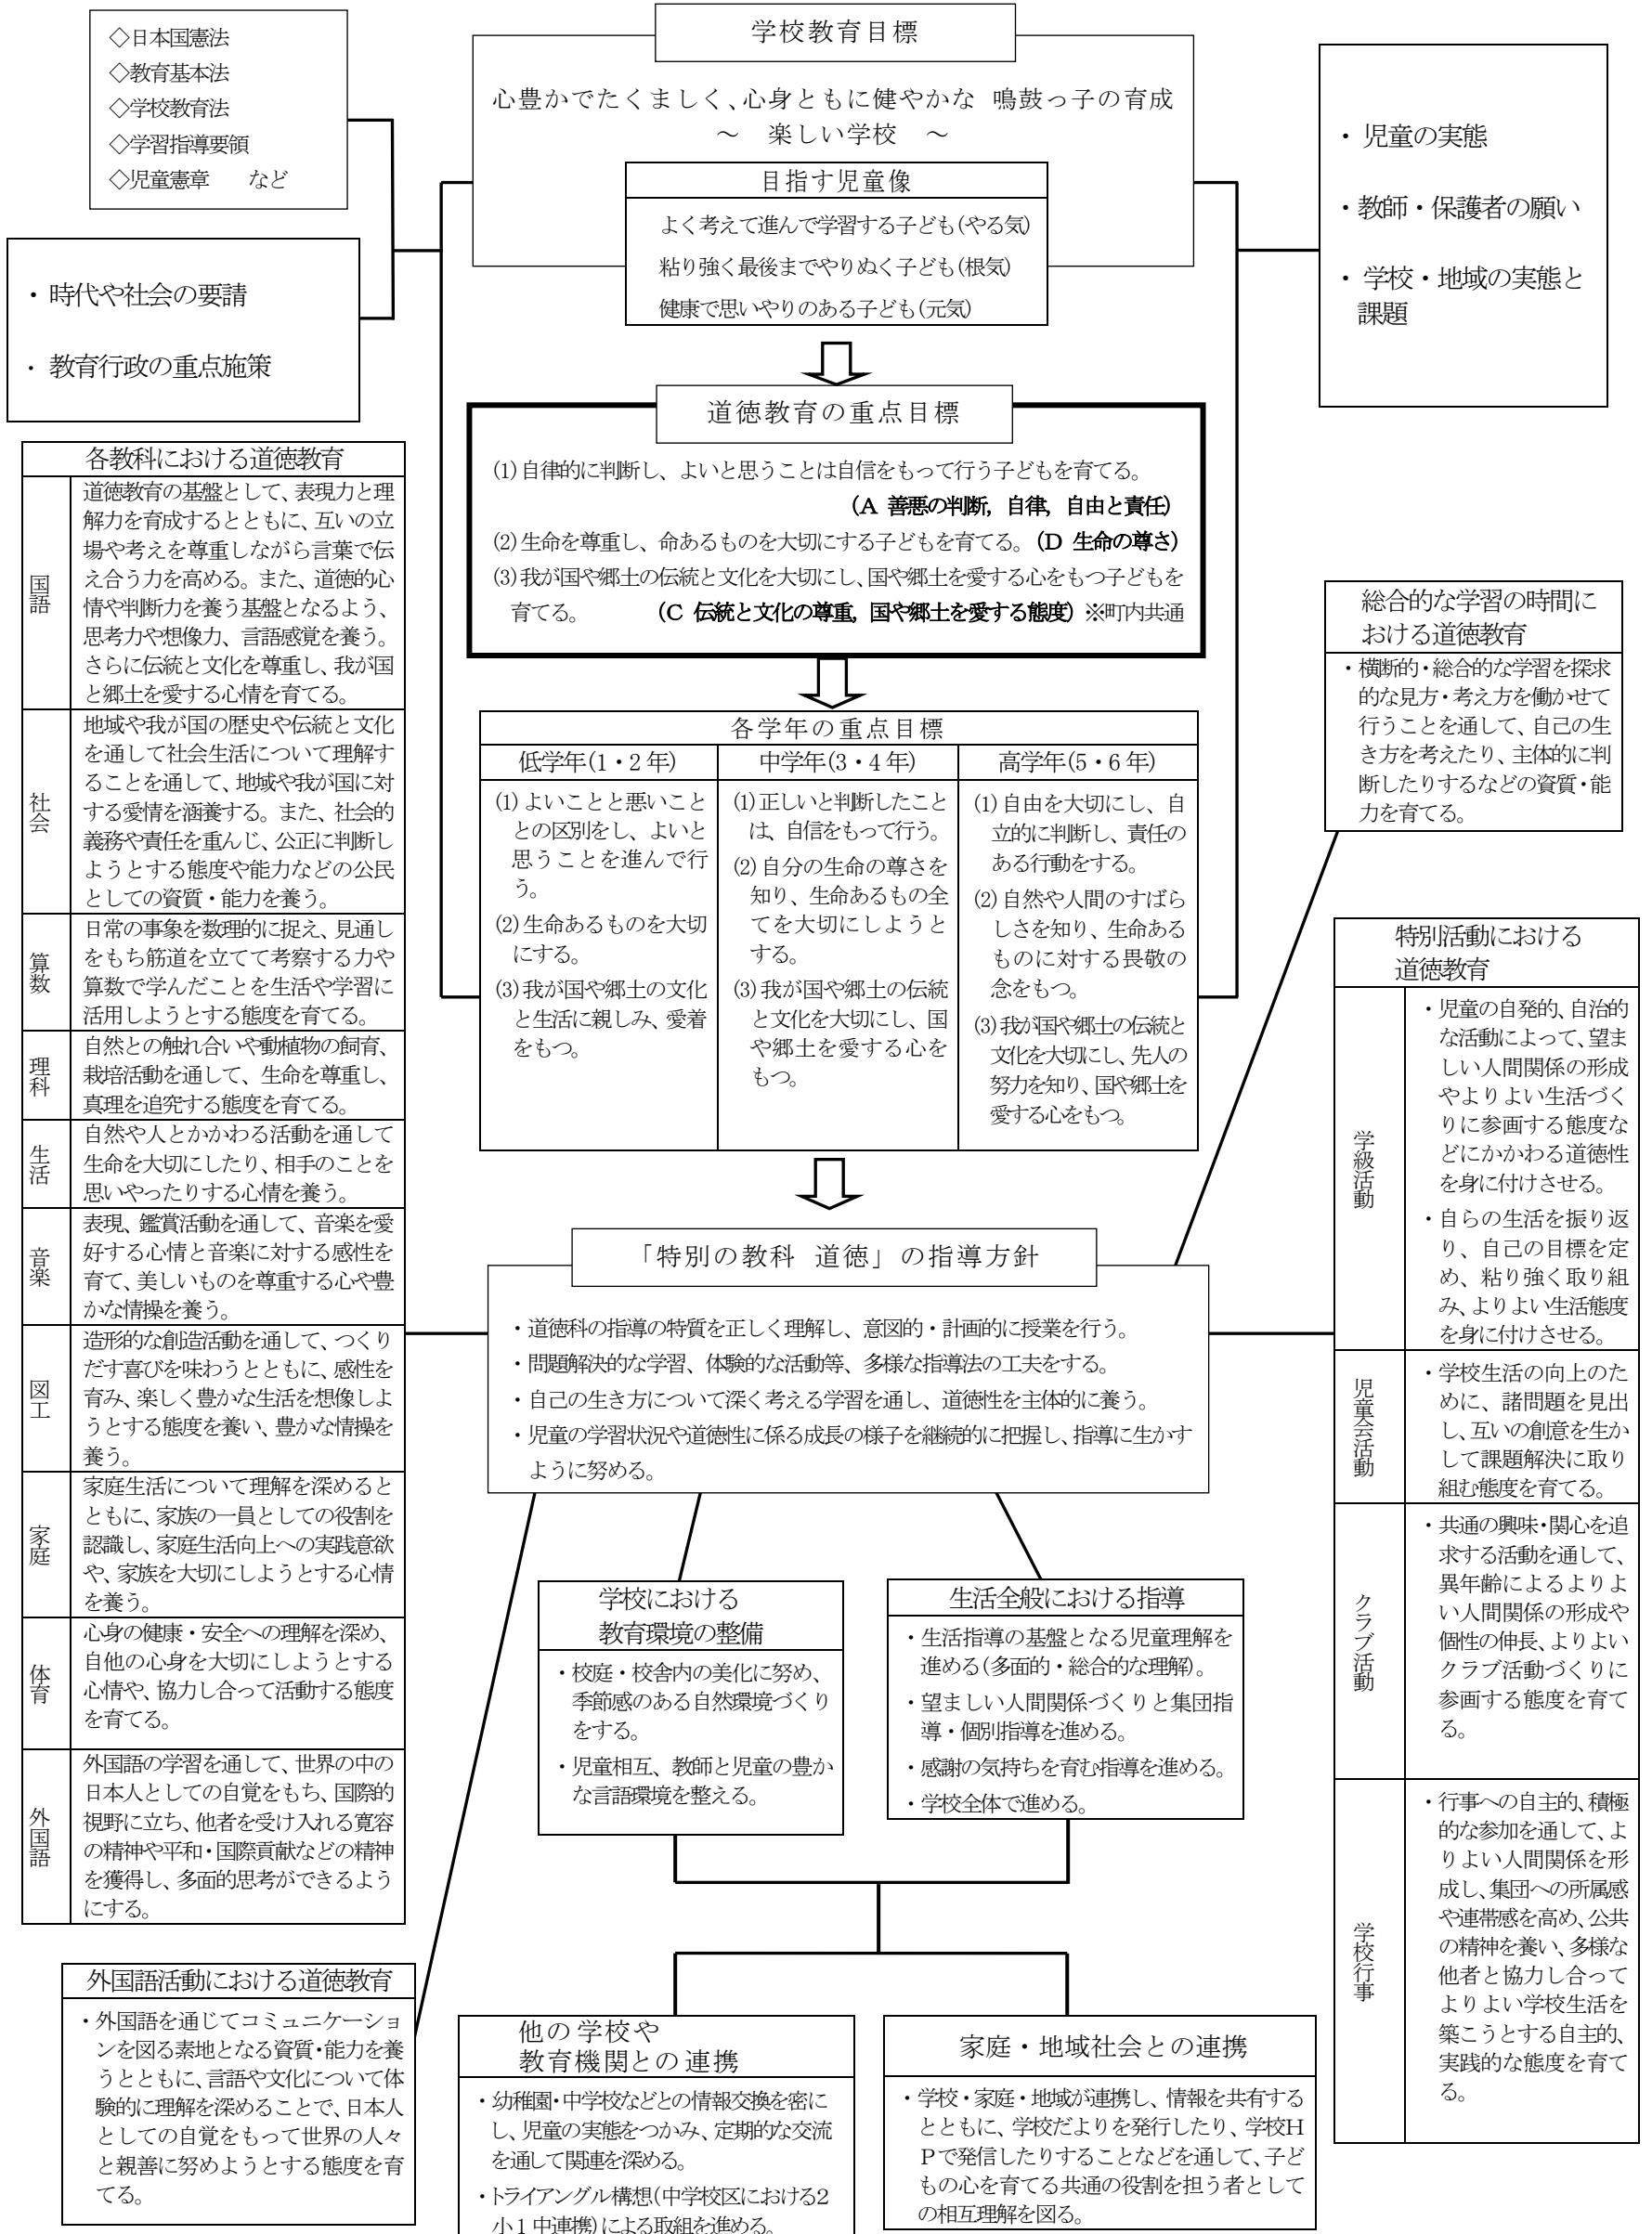 ◇日本国憲法
◇教育基本法
◇学校教育法
◇学習指導要領
◇児童憲章　　など
・ 時代や社会の要請
・ 教育行政の重点施策
学校教育目標
心豊かでたくましく、心身ともに健やかな 鳴鼓っ子の育成
～　楽しい学校　～
目指す児童像
よく考えて進んで学習する子ども(やる気)
粘り強く最後までやりぬく子ども(根気)
健康で思いやりのある子ども(元気)
・ 児童の実態
・教師・保護者の願い
・ 学校・地域の実態と
課題
道徳教育の重点目標
(1) 自律的に判断し、よいと思うことは自信をもって行う子どもを育てる。
(A 善悪の判断, 自律, 自由と責任)
(2) 生命を尊重し、命あるものを大切にする子どもを育てる。(D 生命の尊さ)
(3) 我が国や郷土の伝統と文化を大切にし、国や郷土を愛する心をもつ子どもを
育てる。　(C 伝統と文化の尊重, 国や郷土を愛する態度) ※町内共通
各学年の重点目標
低学年(1・2 年)
(1) よいことと悪いこと
との区別をし、よいと
思うことを進んで行
う。
(2) 生命あるものを大切
にする。
(3) 我が国や郷土の文化
と生活に親しみ、愛着
をもつ。
中学年(3・4 年)
(1) 正しいと判断したこと
は、自信をもって行う。
(2) 自分の生命の尊さを
知り、生命あるもの全
てを大切にしようと
する。
(3) 我が国や郷土の伝統
と文化を大切にし、国
や郷土を愛する心を
もつ。
高学年(5・6 年)
(1) 自由を大切にし、自
立的に判断し、責任の
ある行動をする。
(2) 自然や人間のすばら
しさを知り、生命ある
ものに対する畏敬の
念をもつ。
(3) 我が国や郷土の伝統と
文化を大切にし、先人の
努力を知り、国や郷土を
愛する心をもつ。
各教科における道徳教育
国語
道徳教育の基盤として、表現力と理
解力を育成するとともに、互いの立
場や考えを尊重しながら言葉で伝
え合う力を高める。また、道徳的心
情や判断力を養う基盤となるよう、
思考力や想像力、言語感覚を養う。
さらに伝統と文化を尊重し、我が国
と郷土を愛する心情を育てる。
社会
地域や我が国の歴史や伝統と文化
を通して社会生活について理解す
ることを通して、地域や我が国に対
する愛情を涵養する。また、社会的
義務や責任を重んじ、公正に判断し
ようとする態度や能力などの公民
としての資質・能力を養う。
算数
日常の事象を数理的に捉え、見通し
をもち筋道を立てて考察する力や
算数で学んだことを生活や学習に
活用しようとする態度を育てる。
理科
自然との触れ合いや動植物の飼育、
栽培活動を通して、生命を尊重し、
真理を追究する態度を育てる。
生活
自然や人とかかわる活動を通して
生命を大切にしたり、相手のことを
思いやったりする心情を養う。
音楽
表現、鑑賞活動を通して、音楽を愛
好する心情と音楽に対する感性を
育て、美しいものを尊重する心や豊
かな情操を養う。
図工
造形的な創造活動を通して、つくり
だす喜びを味わうとともに、感性を
育み、楽しく豊かな生活を想像しよ
うとする態度を養い、豊かな情操を
養う。
家庭
家庭生活について理解を深めると
ともに、家族の一員としての役割を
認識し、家庭生活向上への実践意欲
や、家族を大切にしようとする心情
を養う。
体育
心身の健康・安全への理解を深め、
自他の心身を大切にしようとする
心情や、協力し合って活動する態度
を育てる。
外国語
外国語の学習を通して、世界の中の
日本人としての自覚をもち、国際的
視野に立ち、他者を受け入れる寛容
の精神や平和・国際貢献などの精神
を獲得し、多面的思考ができるよう
にする。
総合的な学習の時間に
おける道徳教育
・横断的・総合的な学習を探求
的な見方・考え方を働かせて
行うことを通して、自己の生
き方を考えたり、主体的に判
断したりするなどの資質・能
力を育てる。
特別活動における
道徳教育
学級活動
・児童の自発的、自治的
な活動によって、望ま
しい人間関係の形成
やよりよい生活づく
りに参画する態度な
どにかかわる道徳性
を身に付けさせる。
・自らの生活を振り返
り、自己の目標を定
め、粘り強く取り組
み、よりよい生活態度
を身に付けさせる。
児童会活動
・学校生活の向上のた
めに、諸問題を見出
し、互いの創意を生か
して課題解決に取り
組む態度を育てる。
クラブ活動
・共通の興味・関心を追
求する活動を通して、
異年齢によるよりよ
い人間関係の形成や
個性の伸長、よりよい
クラブ活動づくりに
参画する態度を育て
る。
学校行事
・行事への自主的、積極
的な参加を通して、よ
りよい人間関係を形
成し、集団への所属感
や連帯感を高め、公共
の精神を養い、多様な
他者と協力し合って
よりよい学校生活を
築こうとする自主的、
実践的な態度を育て
る。
「特別の教科 道徳」の指導方針
・道徳科の指導の特質を正しく理解し、意図的・計画的に授業を行う。
・問題解決的な学習、体験的な活動等、多様な指導法の工夫をする。
・自己の生き方について深く考える学習を通し、道徳性を主体的に養う。
・児童の学習状況や道徳性に係る成長の様子を継続的に把握し、指導に生かす
ように努める。
学校における
教育環境の整備
・校庭・校舎内の美化に努め、
季節感のある自然環境づくり
をする。
・児童相互、教師と児童の豊か
な言語環境を整える。
生活全般における指導
・生活指導の基盤となる児童理解を
進める(多面的・総合的な理解)。
・望ましい人間関係づくりと集団指
導・個別指導を進める。
・感謝の気持ちを育む指導を進める。
・学校全体で進める。
外国語活動における道徳教育
・外国語を通じてコミュニケーショ
ンを図る素地となる資質・能力を養
うとともに、言語や文化について体
験的に理解を深めることで、日本人
としての自覚をもって世界の人々
と親善に努めようとする態度を育
てる。
他の学校や
教育機関との連携
・幼稚園・中学校などとの情報交換を密に
し、児童の実態をつかみ、定期的な交流
を通して関連を深める。
・トライアングル構想(中学校区における2
小1中連携)による取組を進める。
家庭・地域社会との連携
・学校・家庭・地域が連携し、情報を共有する
とともに、学校だよりを発行したり、学校H
Pで発信したりすることなどを通して、子ど
もの心を育てる共通の役割を担う者として
の相互理解を図る。